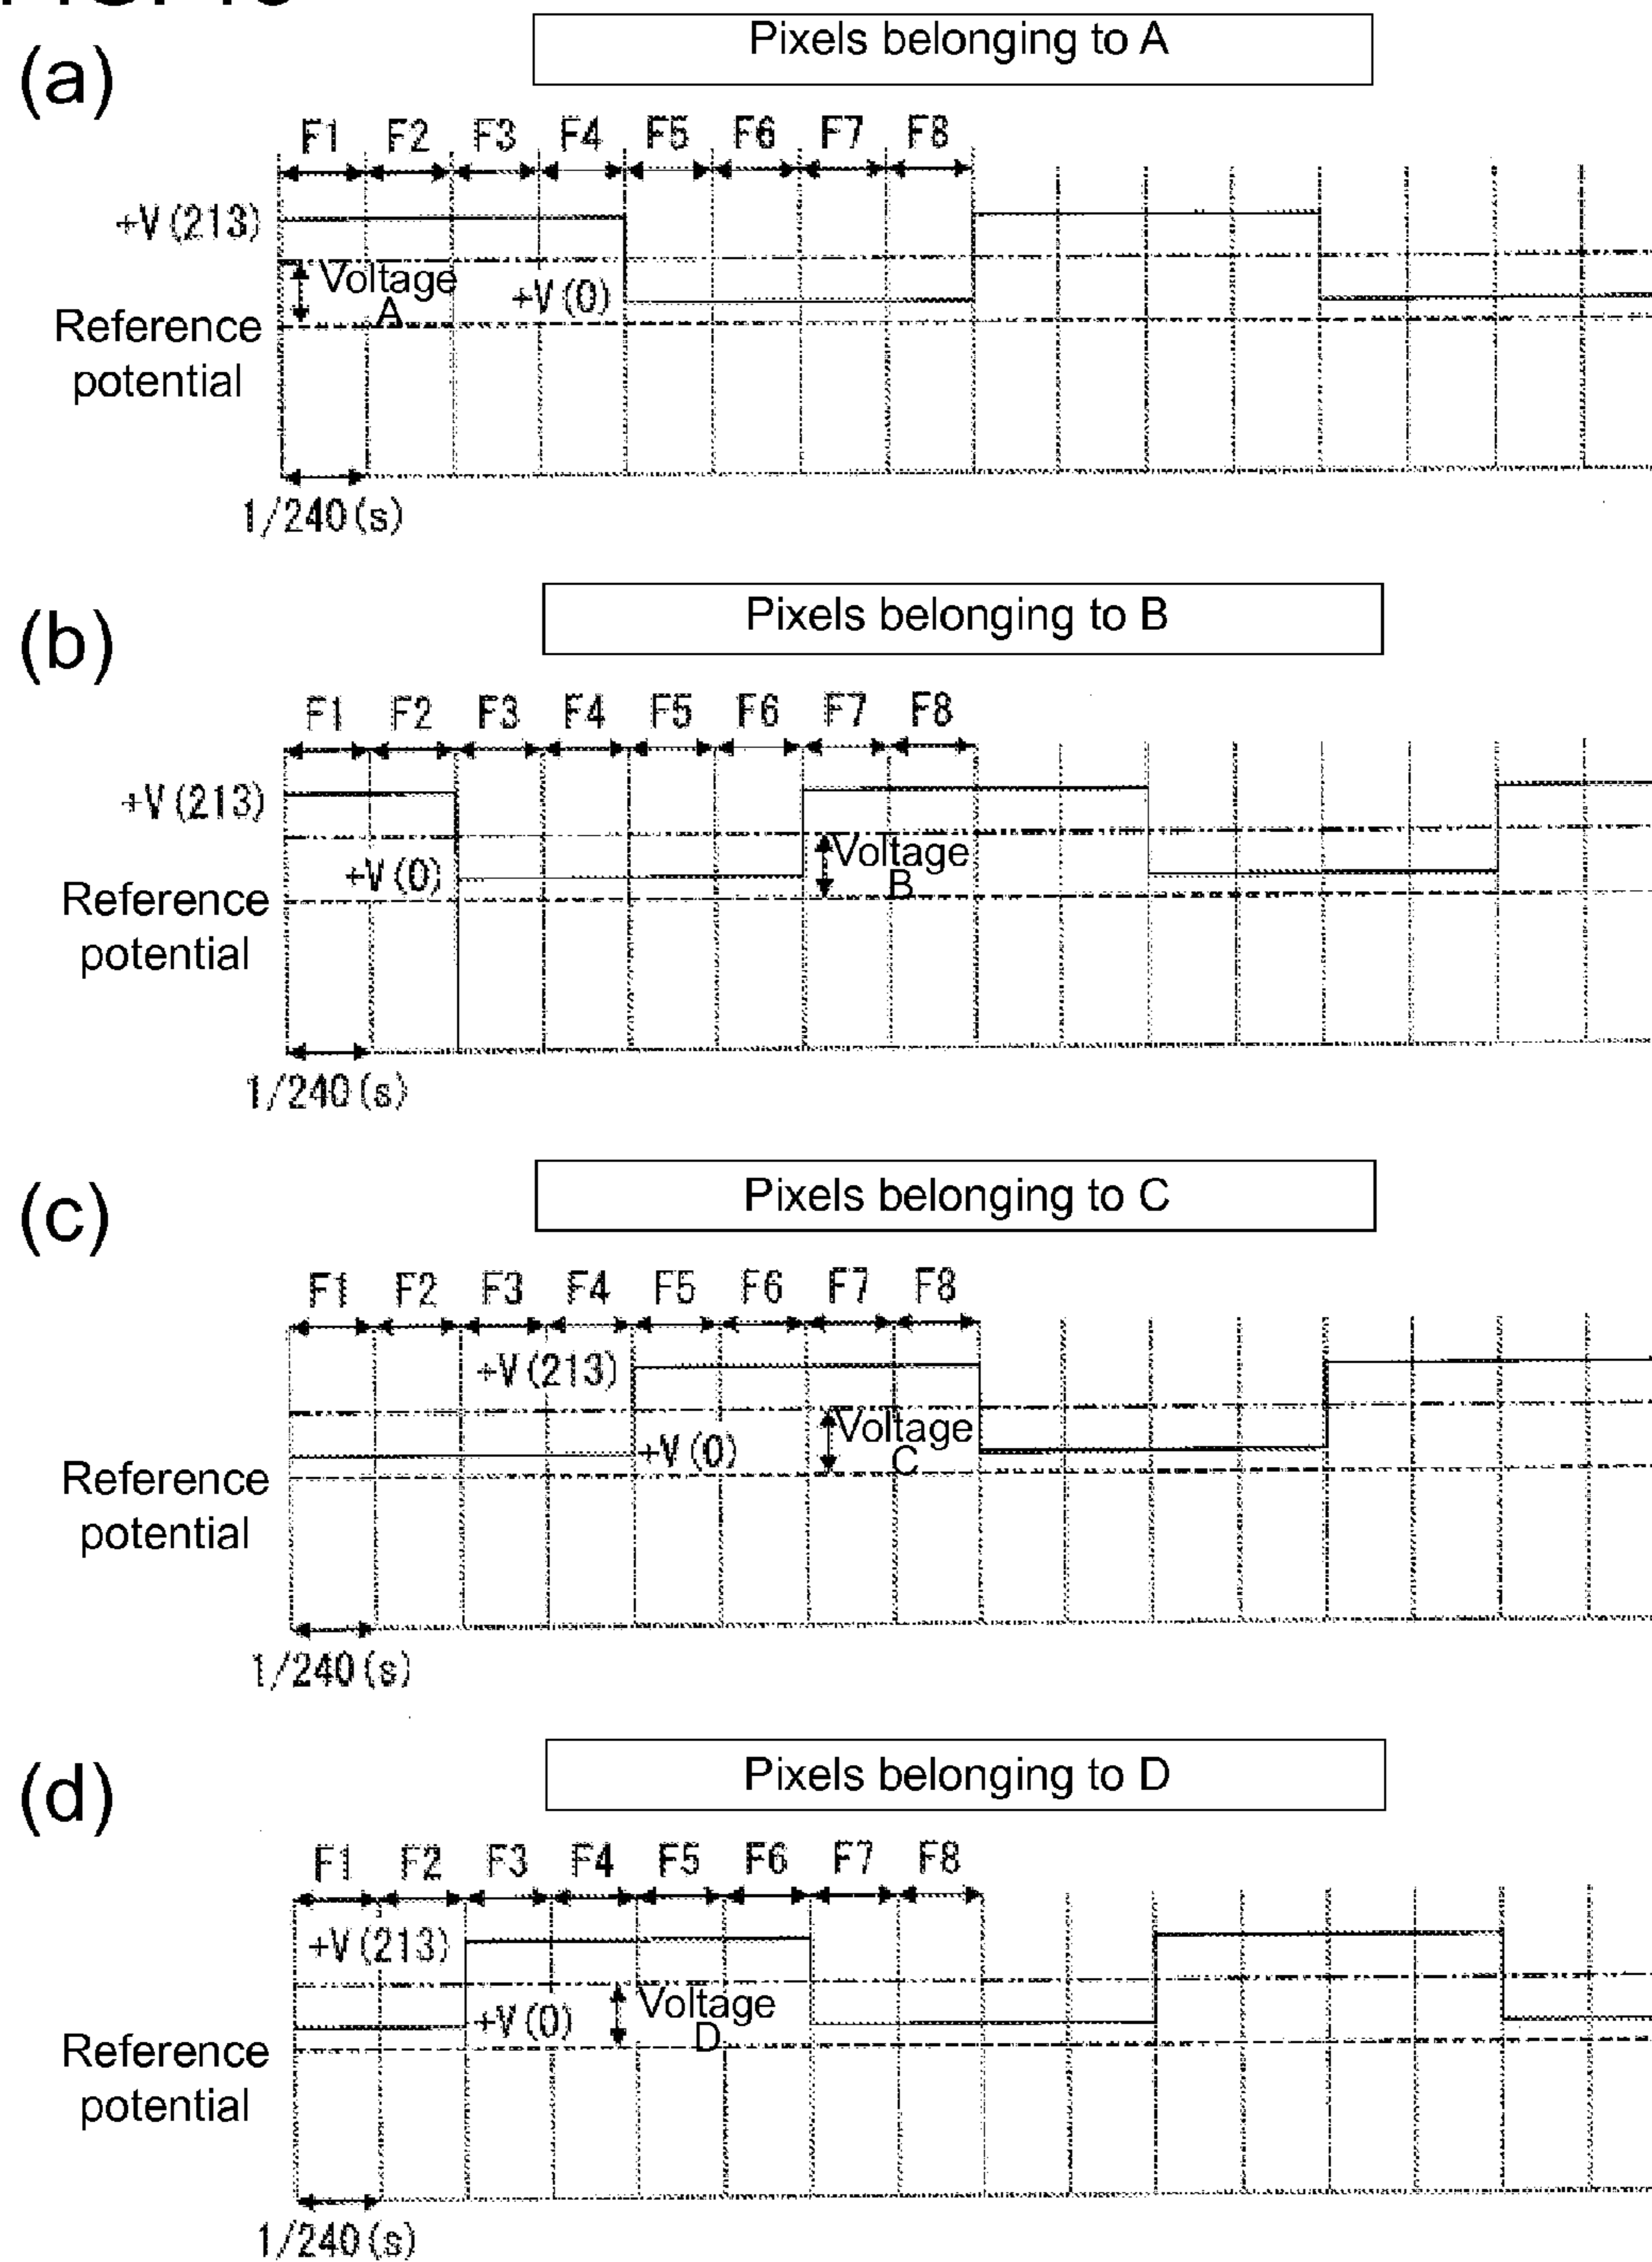 (a)
Pixels belonging to A
F1 F2 F3 F4 F5 F6 F7 F8
+V(213)
Voltage
A
+V(0)
Reference
potential
1/240(s)
(b)
Pixels belonging to B
F1 F2 F3 F4 F5 F6 F7 F8
+V(213)
Voltage
B
+V(0)
Reference
potential
1/240(s)
(c)
Pixels belonging to C
F1 F2 F3 F4 F5 F6 F7 F8
+V(213)
Voltage
C
+V(0)
Reference
potential
1/240(s)
(d)
Pixels belonging to D
F1 F2 F3 F4 F5 F6 F7 F8
+V(213)
Voltage
D
+V(0)
Reference
potential
1/240(s)